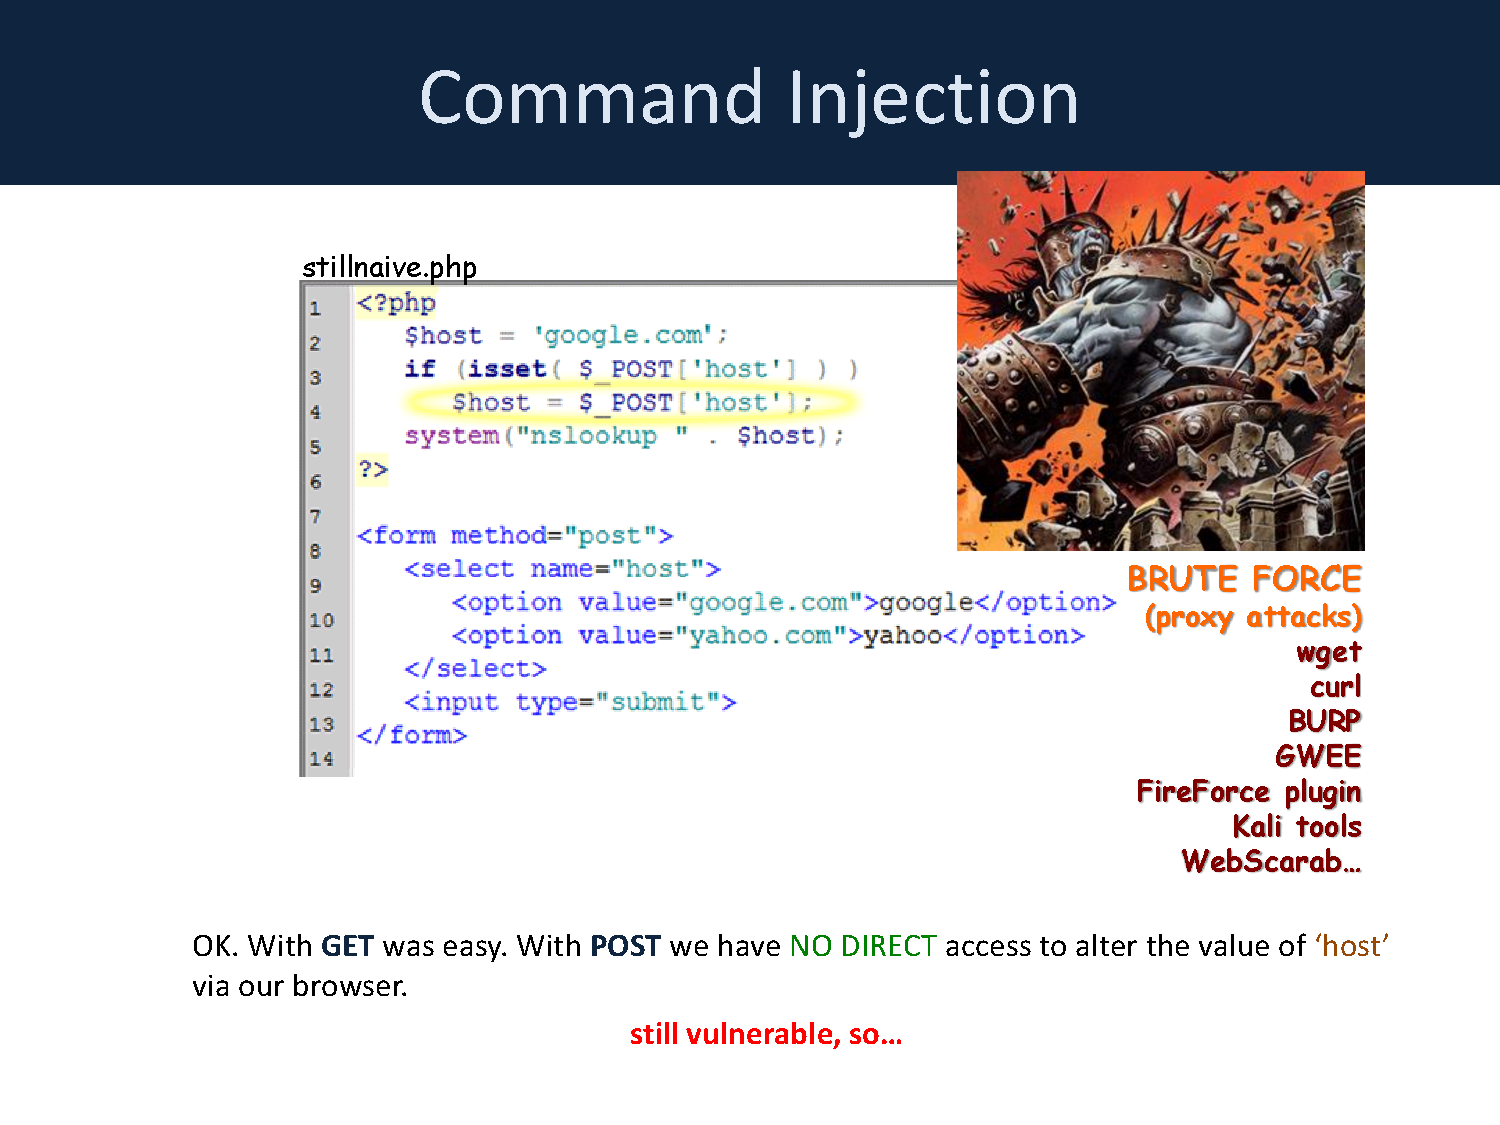 Command Injection
stillnaive.php
1 <?php
2 $host = 'google.com';
3 if (isset( $_POST['host'] ) )
4 $host = $_POST['host'];
5 system("nslookup " . $host);
6 ?>
7
8 <form method="post">
9 <select name="host">
10 <option value="google.com">google</option>
11 <option value="yahoo.com">yahoo</option>
12 </select>
13 <input type="submit">
14 </form>
BRUTE FORCE
(proxy attacks)
wget
curl
BURP
GWEE
FireForce plugin
Kali tools
WebScarab…
OK. With GET was easy. With POST we have NO DIRECT access to alter the value of ‘host’
via our browser.
still vulnerable, so…